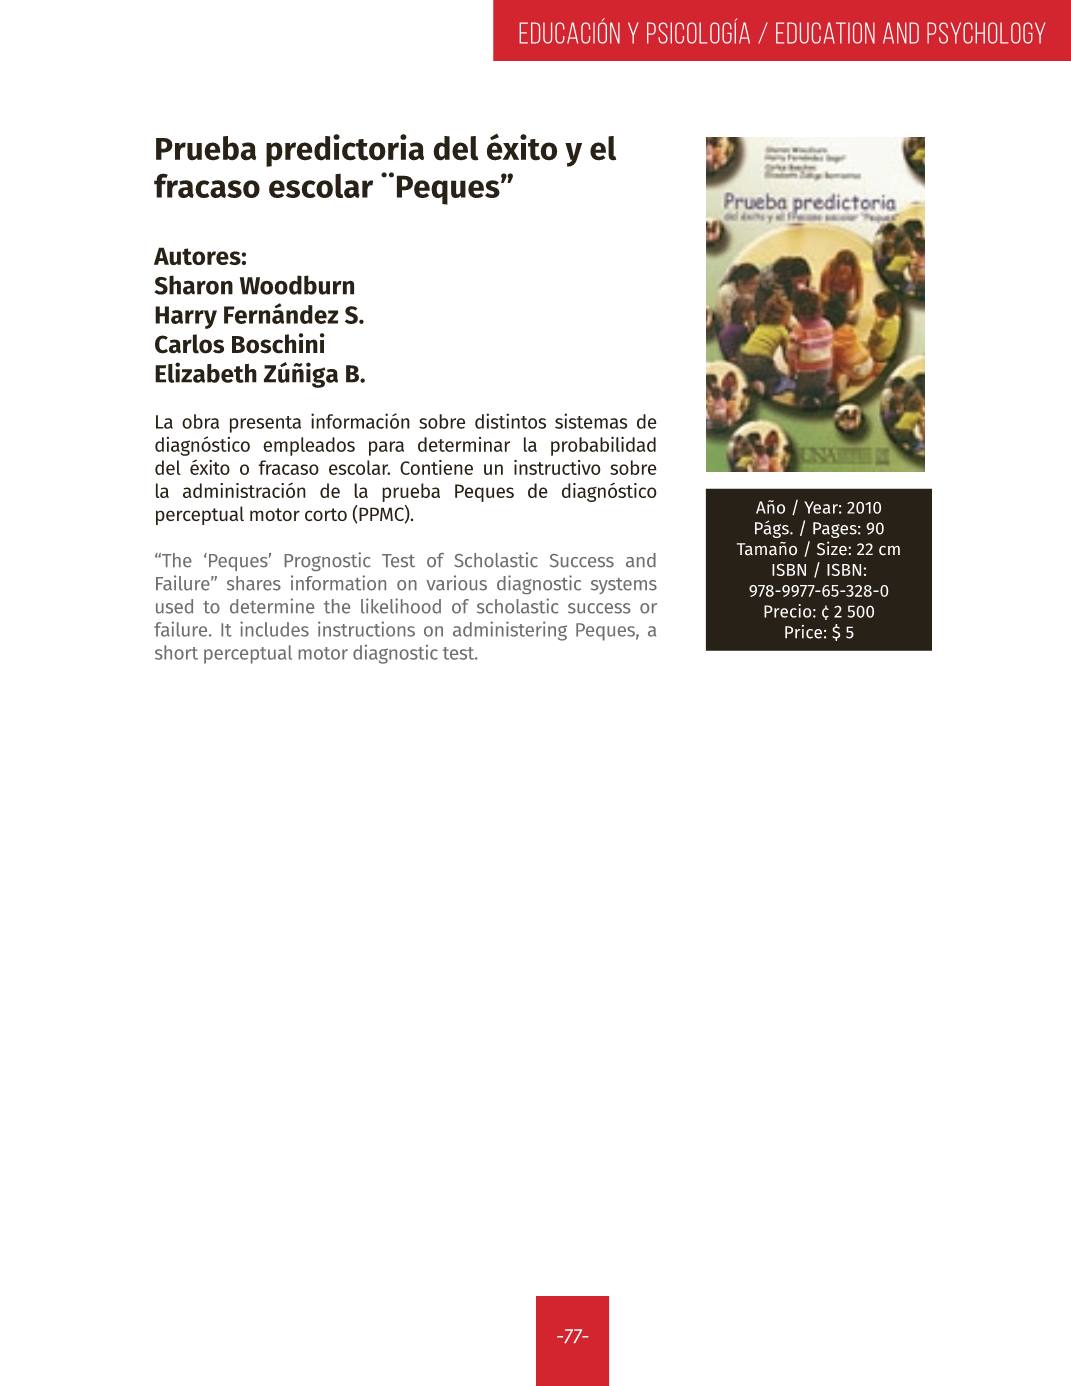 EDUCACIÓN Y PSICOLOGÍA / EDUCATION AND PSYCHOLOGY
Prueba predictoria del éxito y el
fracaso escolar ¨Peques”
Autores:
Sharon Woodburn
Harry Fernández S.
Carlos Boschini
Elizabeth Zúñiga B.
La obra presenta información sobre distintos sistemas de
diagnóstico empleados para determinar la probabilidad
del éxito o fracaso escolar. Contiene un instructivo sobre
la administración de la prueba Peques de diagnóstico
perceptual motor corto (PPMC).
“The ‘Peques’ Prognostic Test of Scholastic Success and
Failure” shares information on various diagnostic systems
used to determine the likelihood of scholastic success or
failure. It includes instructions on administering Peques, a
short perceptual motor diagnostic test.
Sharon Woodburn
Harry Fernández
Carlos Boschini
Elizabeth Zúñiga
Prueba predictoria
del éxito y el fracaso escolar "Peques"
Año / Year: 2010
Págs. / Pages: 90
Tamaño / Size: 22 cm
ISBN / ISBN:
978-9977-65-328-0
Precio: ¢ 2 500
Price: $ 5
-77-